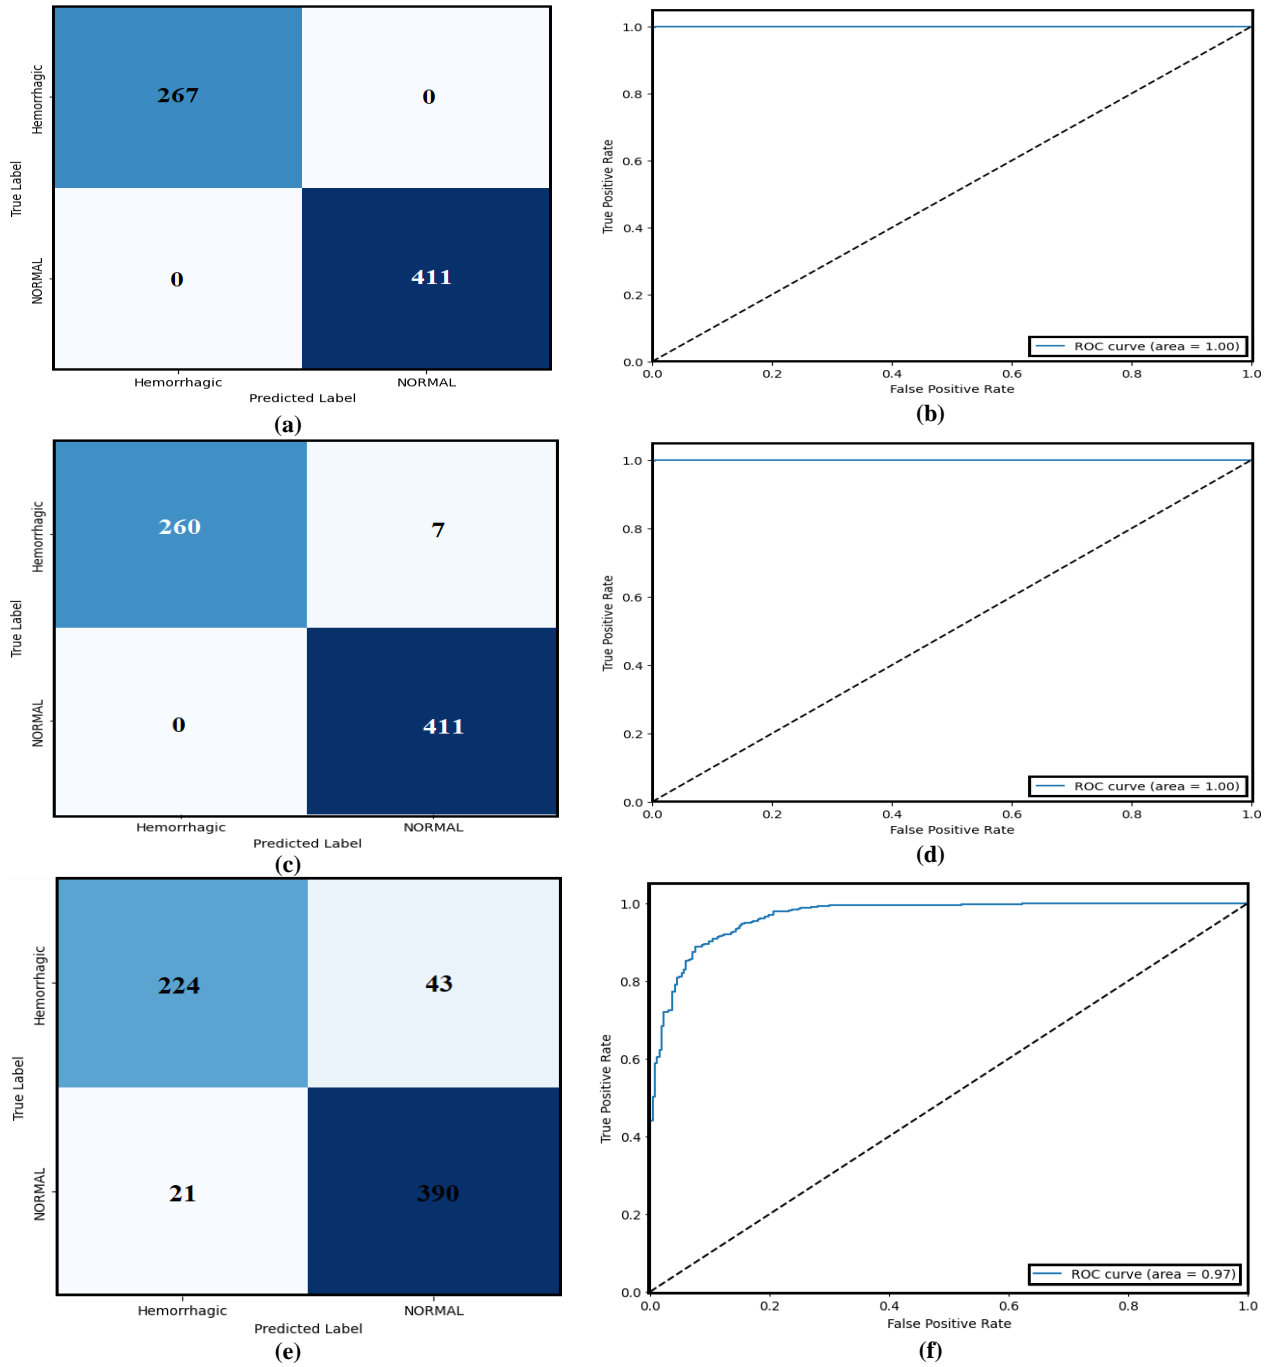 Hemorrhagic
267 0
True Label
NORMAL
0 411
Hemorrhagic NORMAL
Predicted Label
(a)
1.0
0.8
0.6
0.4
0.2
0.0
True Positive Rate
ROC curve (area = 1.00)
0.0 0.2 0.4 0.6 0.8 1.0
False Positive Rate
(b)
Hemorrhagic
260 7
True Label
NORMAL
0 411
Hemorrhagic NORMAL
Predicted Label
(c)
1.0
0.8
0.6
0.4
0.2
0.0
True Positive Rate
ROC curve (area = 1.00)
0.0 0.2 0.4 0.6 0.8 1.0
False Positive Rate
(d)
Hemorrhagic
224 43
True Label
NORMAL
21 390
Hemorrhagic NORMAL
Predicted Label
(e)
1.0
0.8
0.6
0.4
0.2
0.0
True Positive Rate
ROC curve (area = 0.97)
0.0 0.2 0.4 0.6 0.8 1.0
False Positive Rate
(f)